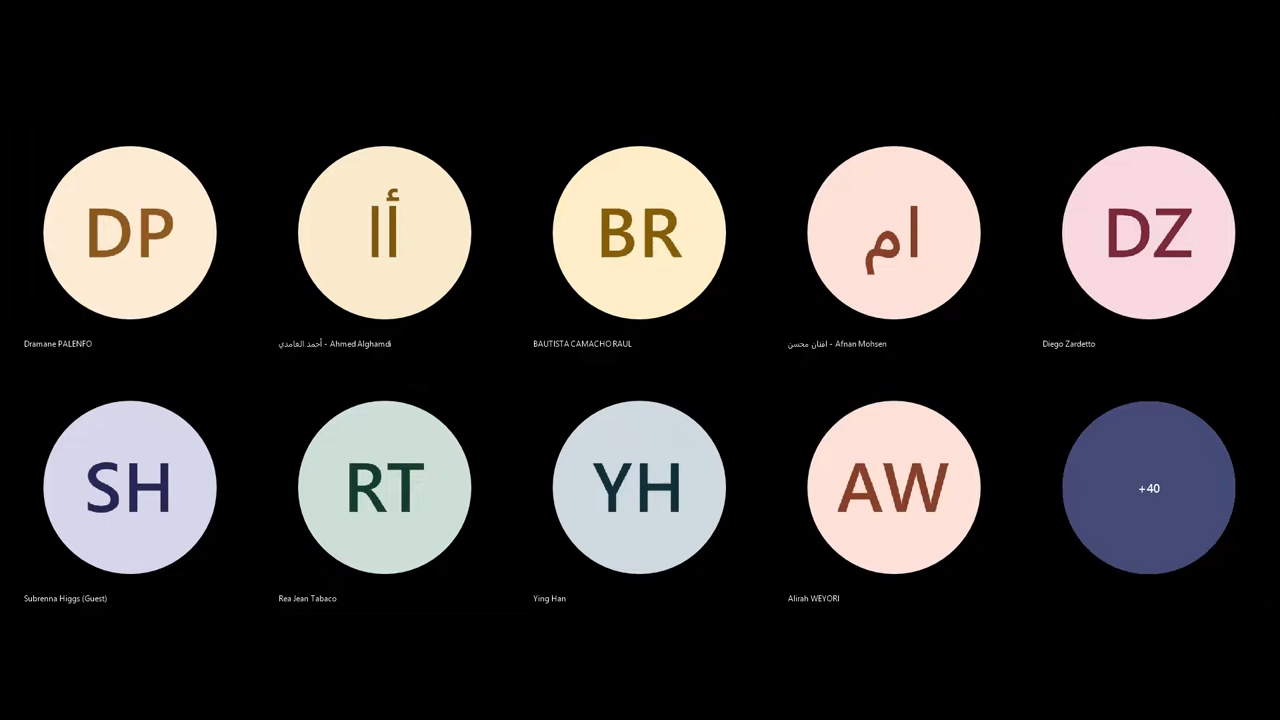 DP
أا
BR
ام
DZ
Dramane PALENFO
أحمد الغامدي - Ahmed Alghamdi
BAUTISTA CAMACHO RAUL
افنان محسن - Afnan Mohsen
Diego Zardetto
SH
RT
YH
AW
+40
Subrenna Higgs (Guest)
Rea Jean Tabaco
Ying Han
Alirah WEYORI